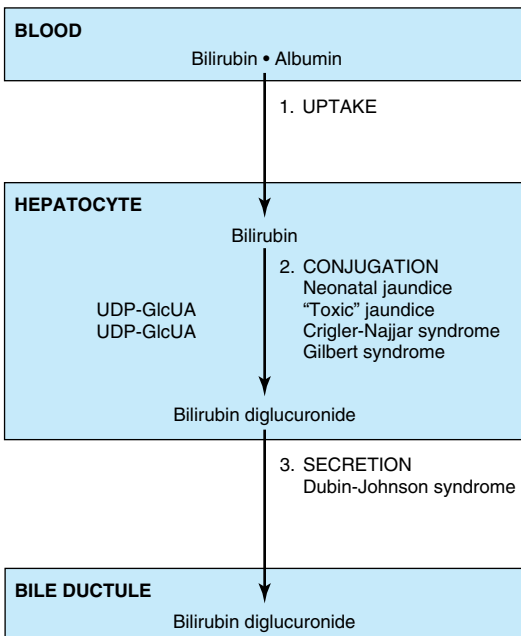 BLOOD
Bilirubin • Albumin
1. UPTAKE
HEPATOCYTE
Bilirubin
2. CONJUGATION
Neonatal jaundice
“Toxic” jaundice
Crigler-Najjar syndrome
Gilbert syndrome
UDP-GlcUA
UDP-GlcUA
Bilirubin diglucuronide
3. SECRETION
Dubin-Johnson syndrome
BILE DUCTULE
Bilirubin diglucuronide